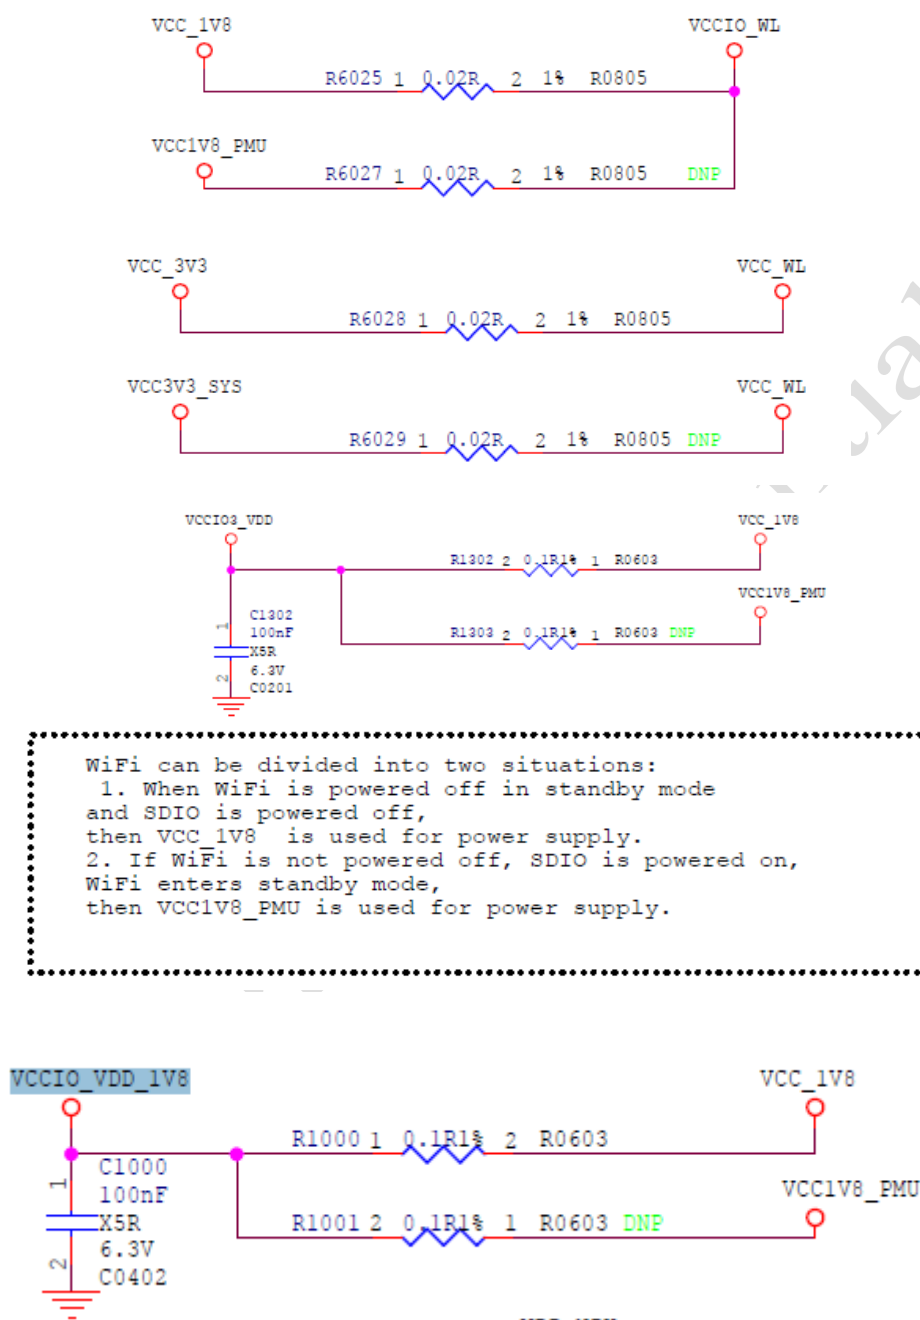 VCC_1V8 VCCIO_WL
R6025 1 0.02R 2 1% R0805
VCC1V8_PMU
R6027 1 0.02R 2 1% R0805 DNP
VCC_3V3 VCC_WL
R6028 1 0.02R 2 1% R0805
VCC3V3_SYS VCC_WL
R6029 1 0.02R 2 1% R0805 DNP
VCCIO3_VDD VCC_1V8
R1302 2 0.1R1% 1 R0603
VCC1V8_PMU
R1303 2 0.1R1% 1 R0603 DNP
1
C1302
100nF
X5R
6.3V
2
C0201
WiFi can be divided into two situations:
1. When WiFi is powered off in standby mode
and SDIO is powered off,
then VCC_1V8 is used for power supply.
2. If WiFi is not powered off, SDIO is powered on,
WiFi enters standby mode,
then VCC1V8_PMU is used for power supply.
VCCIO_VDD_1V8 VCC_1V8
R1000 1 0.1R1% 2 R0603
VCC1V8_PMU
R1001 2 0.1R1% 1 R0603 DNP
1
C1000
100nF
X5R
6.3V
2
C0402